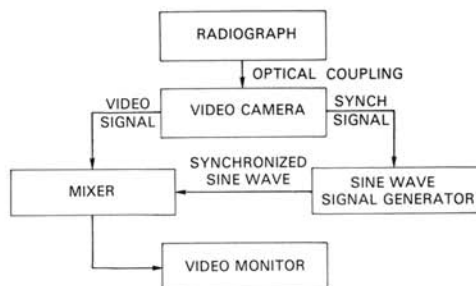 RADIOGRAPH
OPTICAL COUPLING
VIDEO
SIGNAL
VIDEO CAMERA
SYNCH
SIGNAL
SYNCHRONIZED
SINE WAVE
MIXER
SINE WAVE
SIGNAL GENERATOR
VIDEO MONITOR